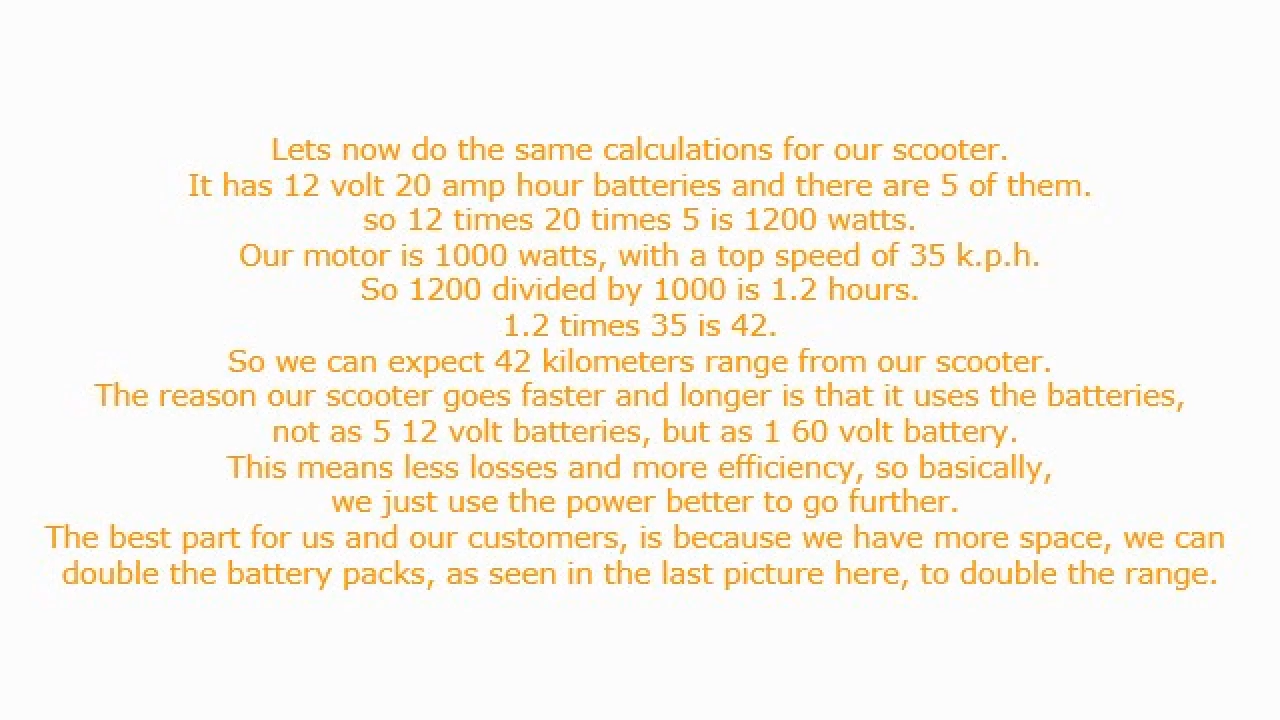 Lets now do the same calculations for our scooter.
It has 12 volt 20 amp hour batteries and there are 5 of them.
so 12 times 20 times 5 is 1200 watts.
Our motor is 1000 watts, with a top speed of 35 k.p.h.
So 1200 divided by 1000 is 1.2 hours.
1.2 times 35 is 42.
So we can expect 42 kilometers range from our scooter.
The reason our scooter goes faster and longer is that it uses the batteries,
not as 5 12 volt batteries, but as 1 60 volt battery.
This means less losses and more efficiency, so basically,
we just use the power better to go further.
The best part for us and our customers, is because we have more space, we can
double the battery packs, as seen in the last picture here, to double the range.